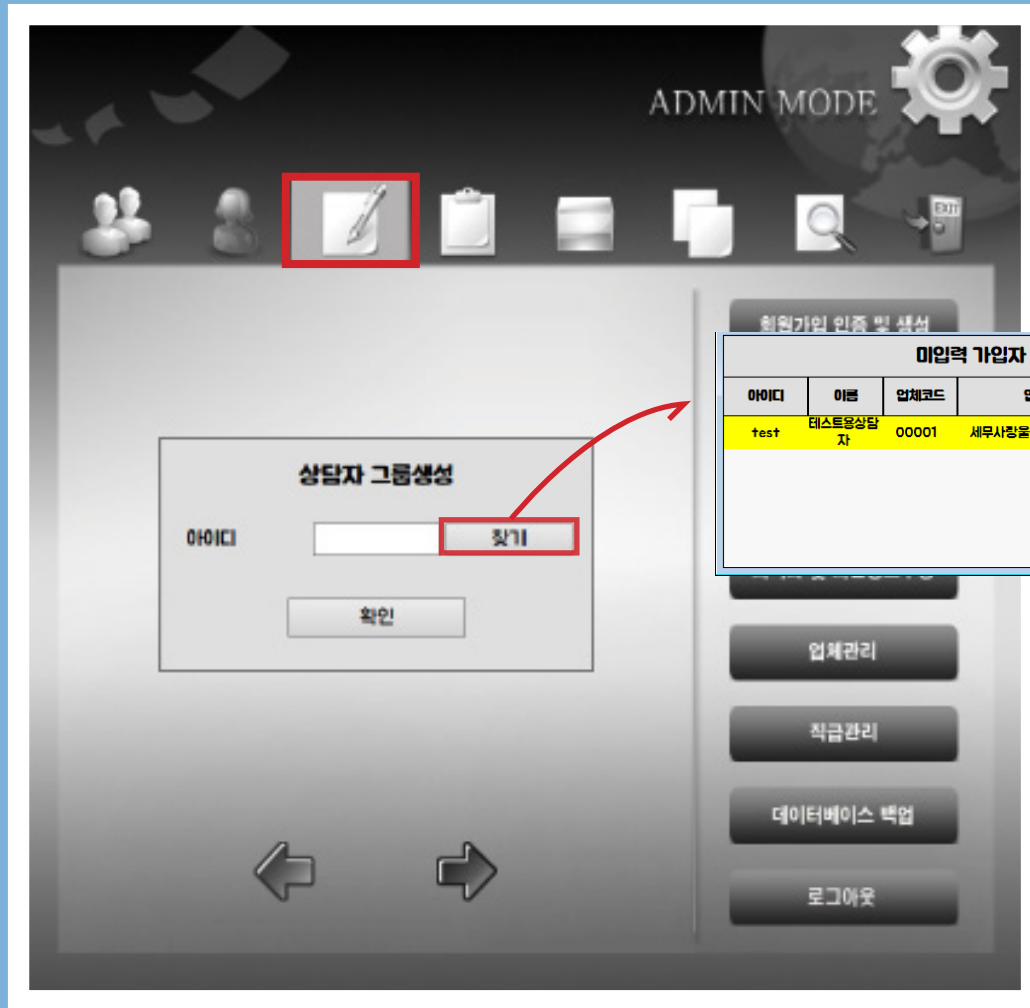 ADMIN MODE
EXIT
회원가입 인증 및 생성
미입력 가입자
아이디 이름 업체코드
test 테스트용상담자 00001 세무사랑울
상담자 그룹생성
아이디 찾기
확인
업체관리
직급관리
데이터베이스 백업
로그아웃